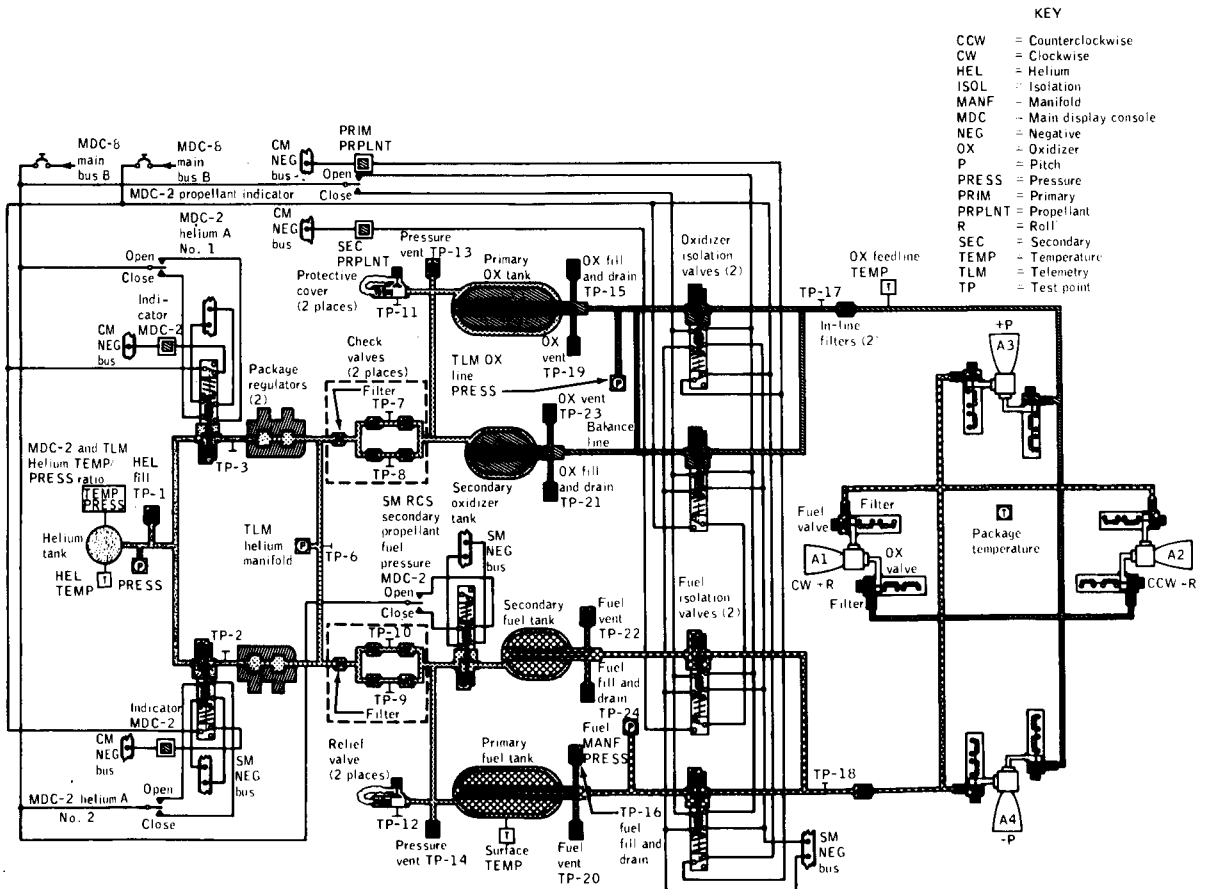 KEY
CCW = Counterclockwise
CW = Clockwise
HEL = Helium
ISOL = Isolation
MANF = Manifold
MDC = Main display console
NEG = Negative
OX = Oxidizer
P = Pitch
PRESS = Pressure
PRIM = Primary
PRPLNT = Propellant
R = Roll
SEC = Secondary
TEMP = Temperature
TLM = Telemetry
TP = Test point
MDC-8
main
bus B
MDC-8
main
bus B
CM
NEG
bus
PRIM
PRPLNT
Open
Close
MDC-2 propellant indicator
CM
NEG
bus
SEC
PRPLNT
MDC-2
helium A
No. 1
Open
Close
Indi-
cator
MDC-2
CM
NEG
bus
Protective
cover
(2 places)
TP-11
Pressure
vent TP-13
Primary
OX tank
OX fill
and drain
TP-15
Oxidizer
isolation
valves (2)
OX feedline
TEMP
T
TP-17
In-line
filters (2)
OX
vent
TP-19
TLM OX
line
PRESS
P
Package
regulators
(2)
Check
valves (2 places)
Filter
TP-7
TP-8
TP-3
OX vent
TP-23
Balance
line
OX fill
and drain
TP-21
Secondary
oxidizer
tank
MDC-2 and TLM
Helium TEMP/
PRESS ratio
TEMP
PRESS
HEL
fill
TP-1
Helium
tank
HEL
TEMP
T
P
PRESS
TLM
helium
manifold
P
TP-6
SM RCS
secondary
propellant
fuel
pressure
MDC-2
Open
Close
SM
NEG
bus
Secondary
fuel tank
Fuel
vent
TP-22
Fuel
fill and
drain
TP-24
Fuel
isolation
valves (2)
TP-2
TP-10
TP-9
Filter
Indicator
MDC-2
CM
NEG
bus
SM
NEG
bus
Open
Close
MDC-2 helium A
No. 2
Relief
valve
(2 places)
TP-12
Pressure
vent TP-14
Primary
fuel tank
T
Surface
TEMP
P
Fuel
MANF
PRESS
TP-16
fuel
fill and
drain
Fuel
vent
TP-20
TP-18
SM
NEG
bus
+P
A3
Fuel
valve
Filter
A1
CW +R
OX
valve
Filter
T
Package
temperature
A2
CCW -R
A4
-P